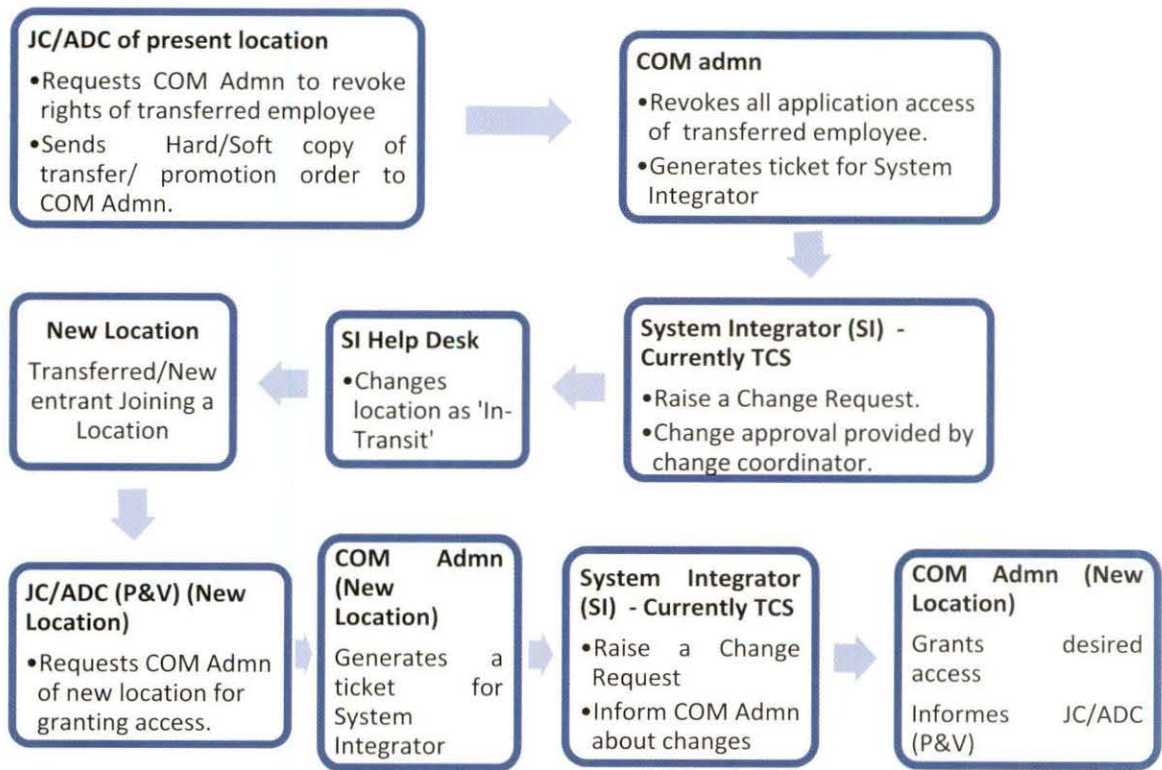 JC/ADC of present location
•Requests COM Admn to revoke
rights of transferred employee
•Sends Hard/Soft copy of
transfer/ promotion order to
COM Admn.
COM admn
•Revokes all application access
of transferred employee.
•Generates ticket for System
Integrator
System Integrator (SI) -
Currently TCS
•Raise a Change Request.
•Change approval provided by
change coordinator.
SI Help Desk
•Changes
location as 'In-
Transit'
New Location
Transferred/New
entrant Joining a
Location
JC/ADC (P&V) (New
Location)
•Requests COM Admn
of new location for
granting access.
COM Admn
(New
Location)
Generates a
ticket for
System
Integrator
System Integrator
(SI) - Currently TCS
•Raise a Change
Request
•Inform COM Admn
about changes
COM Admn (New
Location)
Grants desired
access
Informes JC/ADC
(P&V)